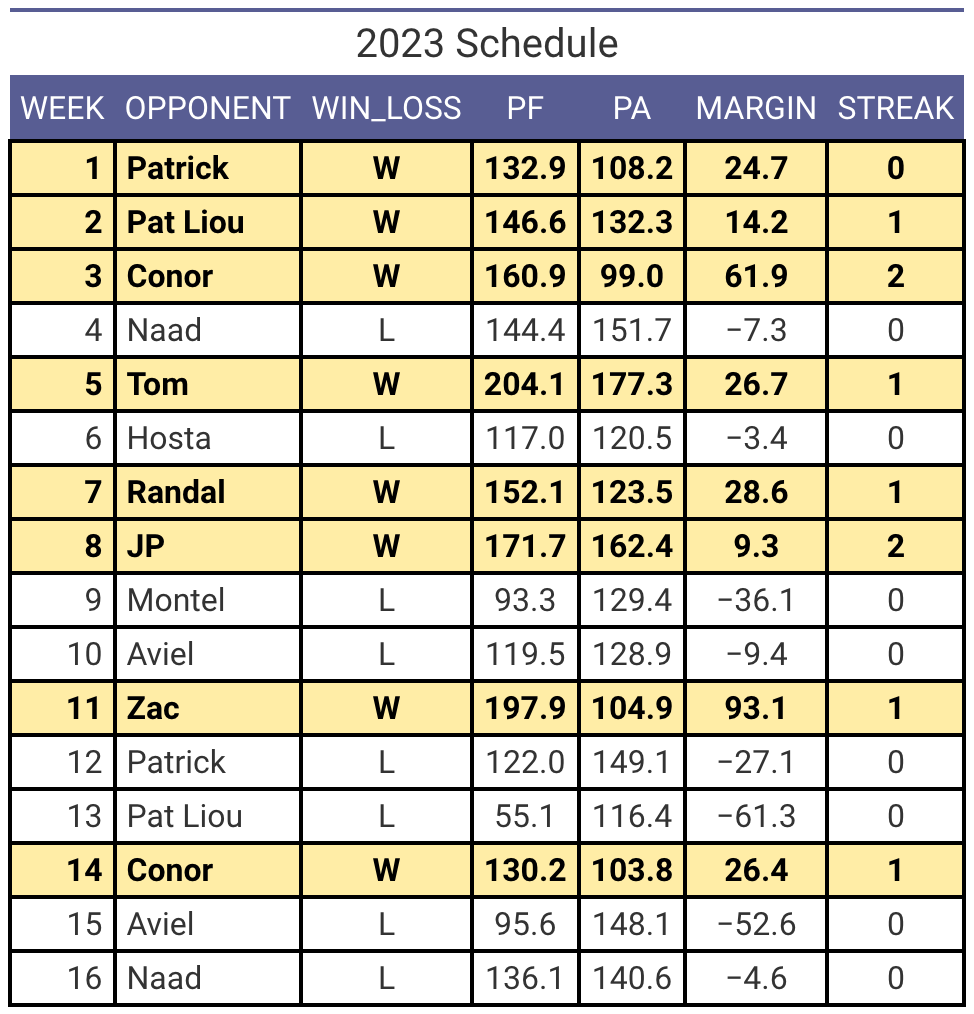 2023 Schedule
WEEK OPPONENT WIN_LOSS PF PA MARGIN STREAK
1 Patrick W 132.9 108.2 24.7 0
2 Pat Liou W 146.6 132.3 14.2 1
3 Conor W 160.9 99.0 61.9 2
4 Naad L 144.4 151.7 −7.3 0
5 Tom W 204.1 177.3 26.7 1
6 Hosta L 117.0 120.5 −3.4 0
7 Randal W 152.1 123.5 28.6 1
8 JP W 171.7 162.4 9.3 2
9 Montel L 93.3 129.4 −36.1 0
10 Aviel L 119.5 128.9 −9.4 0
11 Zac W 197.9 104.9 93.1 1
12 Patrick L 122.0 149.1 −27.1 0
13 Pat Liou L 55.1 116.4 −61.3 0
14 Conor W 130.2 103.8 26.4 1
15 Aviel L 95.6 148.1 −52.6 0
16 Naad L 136.1 140.6 −4.6 0